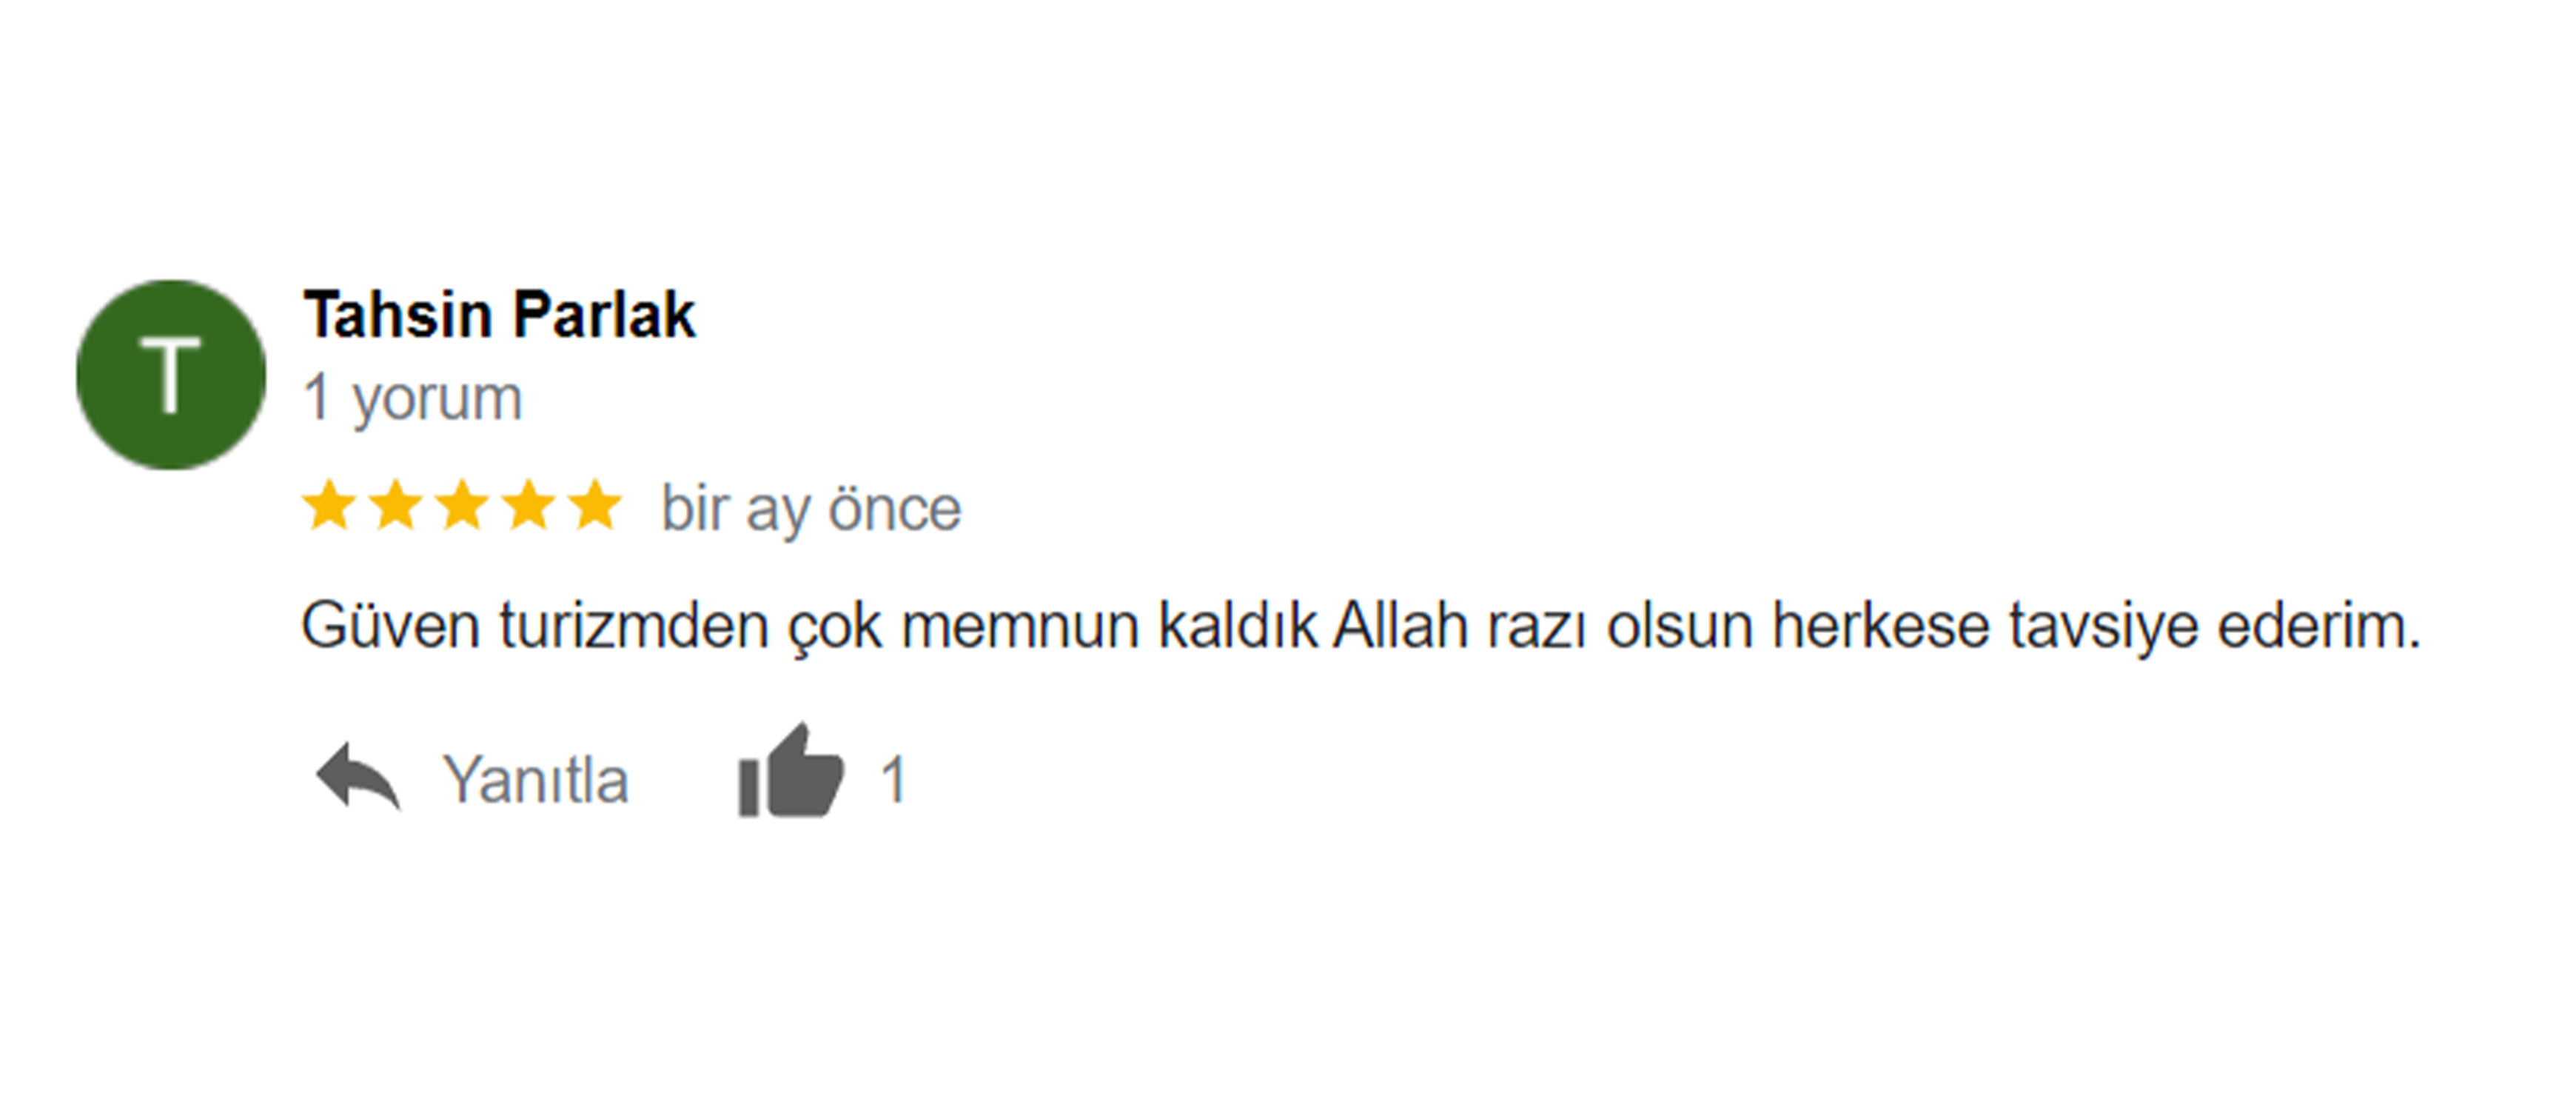 T
Tahsin Parlak
1 yorum
bir ay önce
Güven turizmden çok memnun kaldık Allah razı olsun herkese tavsiye ederim.
Yanıtla 1